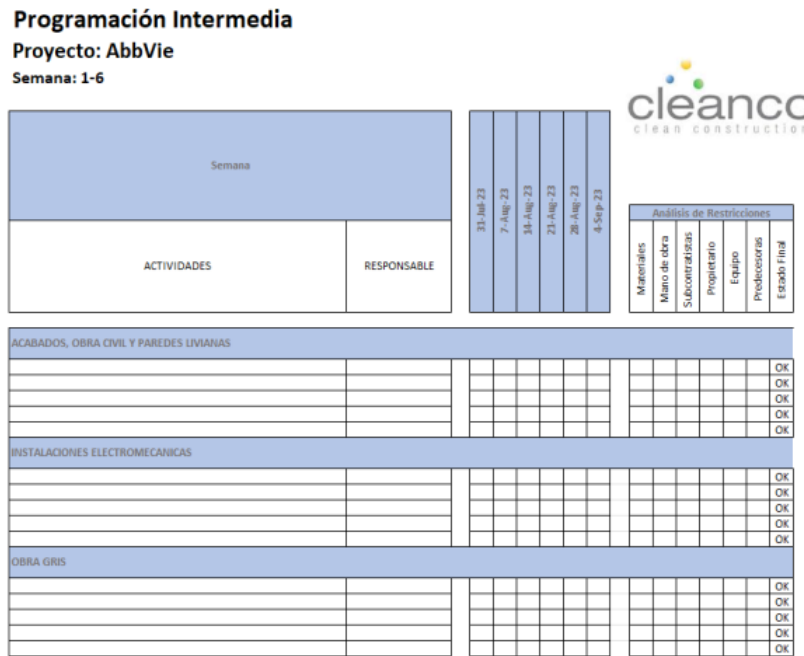 Programación Intermedia
Proyecto: AbbVie
Semana: 1-6
cleanco
clean construction
Semana
31-Jul-23
7-Aug-23
14-Aug-23
21-Aug-23
28-Aug-23
4-Sep-23
Análisis de Restricciones
ACTIVIDADES
RESPONSABLE
Materiales
Mano de obra
Subcontratistas
Propietario
Equipo
Predecesoras
Estado Final
ACABADOS, OBRA CIVIL Y PAREDES LIVIANAS
OK
OK
OK
OK
OK
INSTALACIONES ELECTROMECANICAS
OK
OK
OK
OK
OK
OBRA GRIS
OK
OK
OK
OK
OK